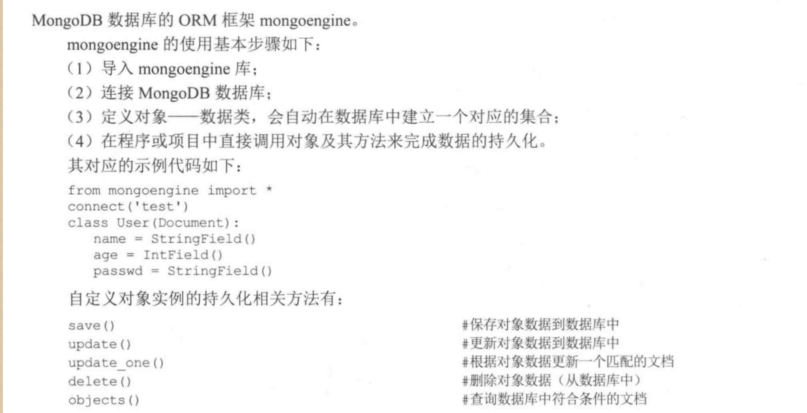 MongoDB 数据库的 ORM 框架 mongoengine。
mongoengine 的使用基本步骤如下：
（1）导入 mongoengine 库；
（2）连接 MongoDB 数据库；
（3）定义对象——数据类，会自动在数据库中建立一个对应的集合；
（4）在程序或项目中直接调用对象及其方法来完成数据的持久化。
其对应的示例代码如下：
from mongoengine import *
connect('test')
class User(Document):
name = StringField()
age = IntField()
passwd = StringField()
自定义对象实例的持久化相关方法有：
save() #保存对象数据到数据库中
update() #更新对象数据到数据库中
update_one() #根据对象数据更新一个匹配的文档
delete() #删除对象数据（从数据库中）
objects() #查询数据库中符合条件的文档